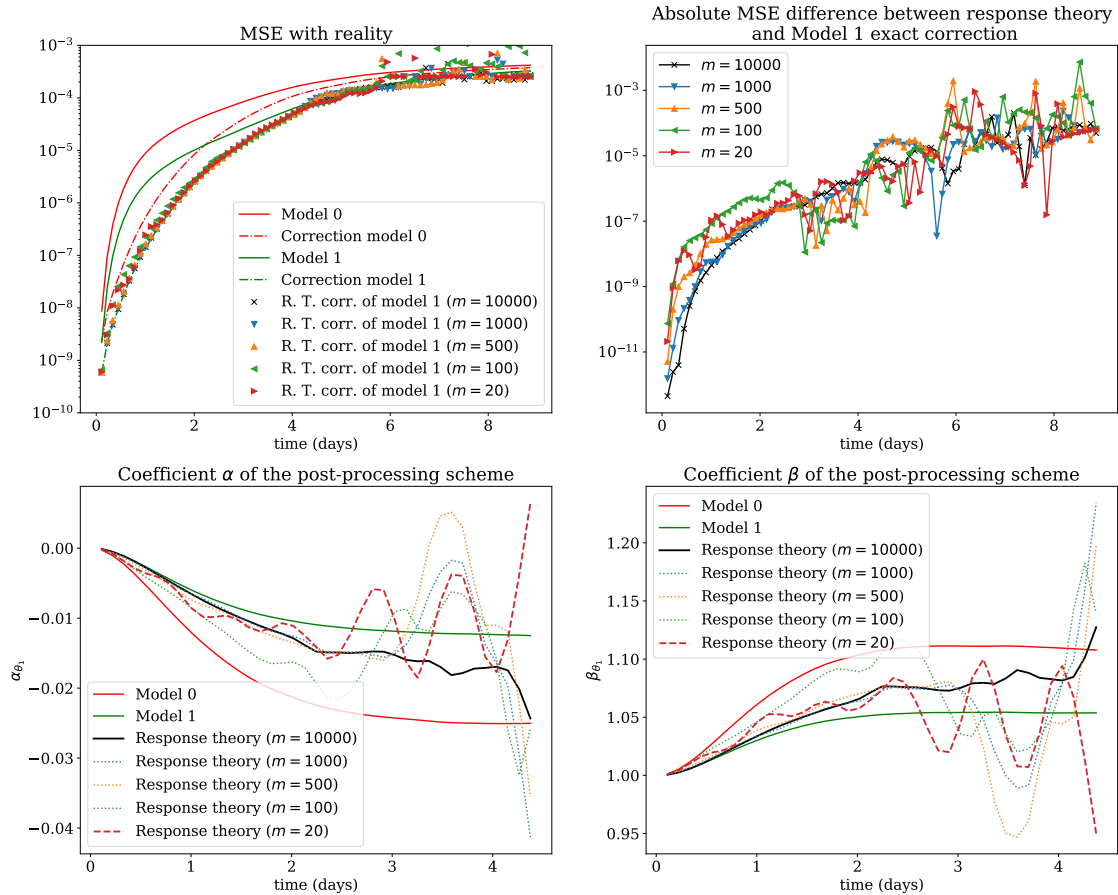 MSE with reality
10⁻³
10⁻⁴
10⁻⁵
10⁻⁶
10⁻⁷
10⁻⁸
10⁻⁹
10⁻¹⁰
Model 0
Correction model 0
Model 1
Correction model 1
R. T. corr. of model 1 (m = 10000)
R. T. corr. of model 1 (m = 1000)
R. T. corr. of model 1 (m = 500)
R. T. corr. of model 1 (m = 100)
R. T. corr. of model 1 (m = 20)
0 2 4 6 8
time (days)
Absolute MSE difference between response theory
and Model 1 exact correction
m = 10000
m = 1000
m = 500
m = 100
m = 20
10⁻³
10⁻⁵
10⁻⁷
10⁻⁹
10⁻¹¹
0 2 4 6 8
time (days)
Coefficient α of the post-processing scheme
0.00
−0.01
−0.02
−0.03
−0.04
α_θ₁
Model 0
Model 1
Response theory (m = 10000)
Response theory (m = 1000)
Response theory (m = 500)
Response theory (m = 100)
Response theory (m = 20)
0 1 2 3 4
time (days)
Coefficient β of the post-processing scheme
Model 0
Model 1
Response theory (m = 10000)
Response theory (m = 1000)
Response theory (m = 500)
Response theory (m = 100)
Response theory (m = 20)
1.20
1.15
1.10
1.05
1.00
0.95
β_θ₁
0 1 2 3 4
time (days)